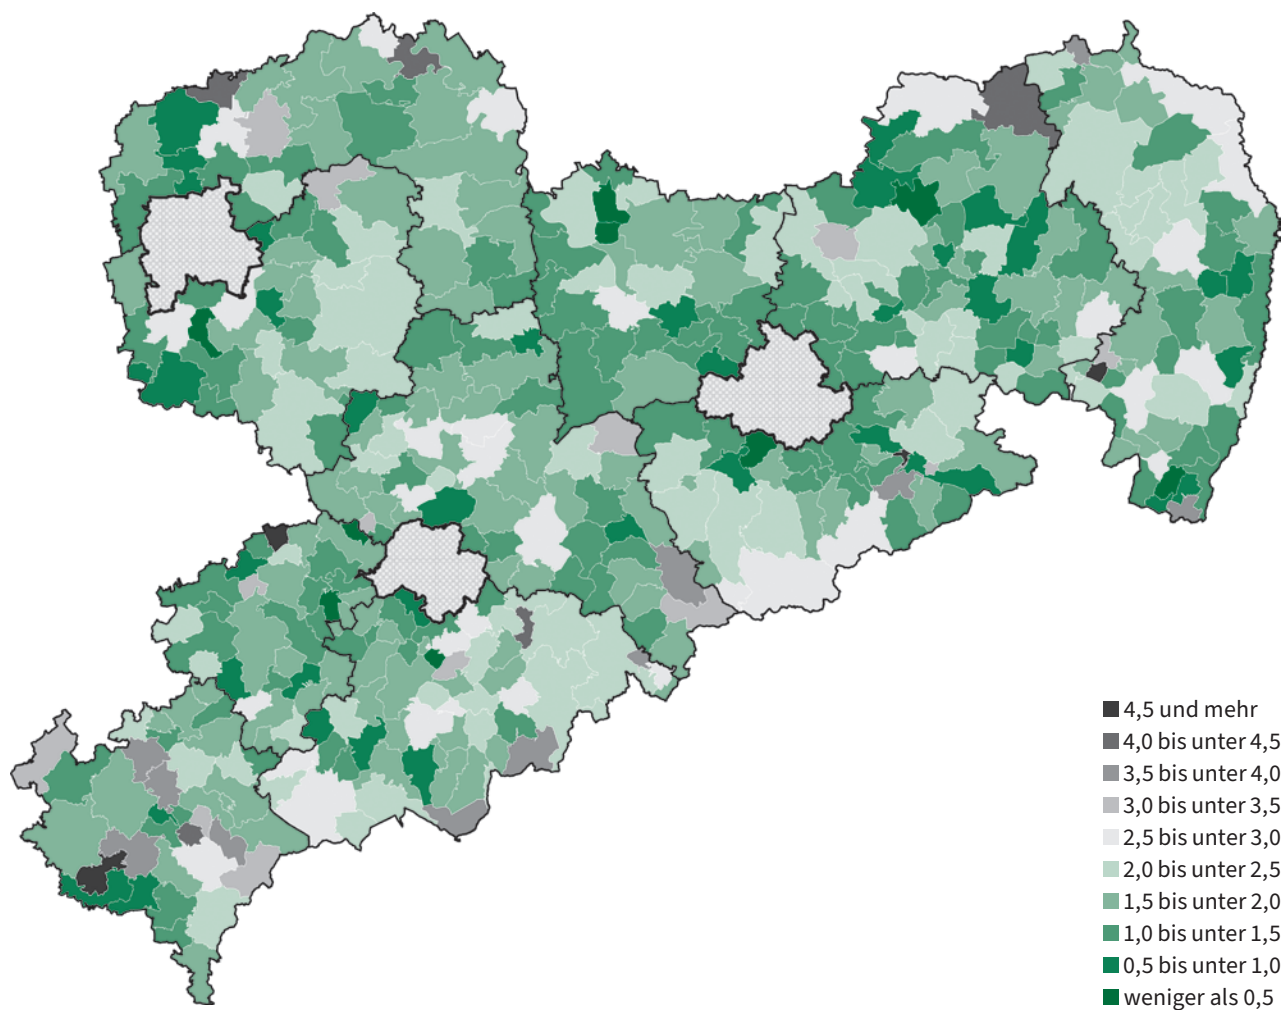 4,5 und mehr
4,0 bis unter 4,5
3,5 bis unter 4,0
3,0 bis unter 3,5
2,5 bis unter 3,0
2,0 bis unter 2,5
1,5 bis unter 2,0
1,0 bis unter 1,5
0,5 bis unter 1,0
weniger als 0,5